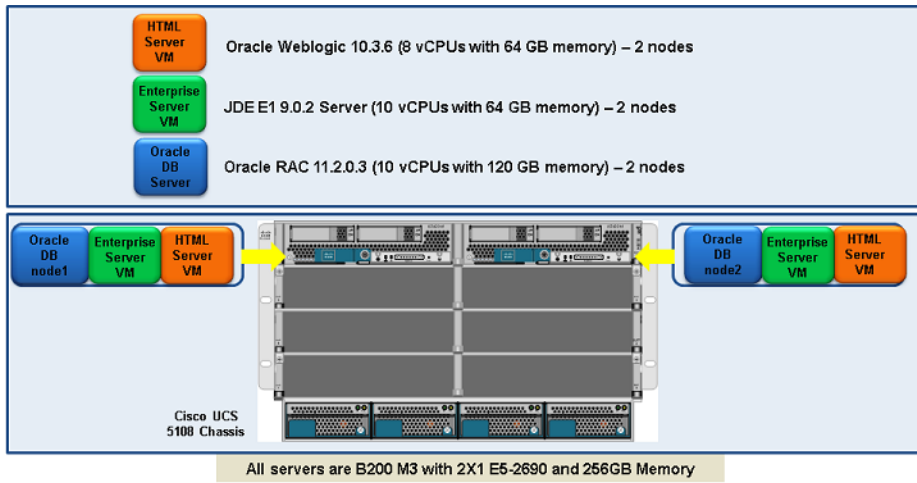 HTML
Server
VM
Oracle Weblogic 10.3.6 (8 vCPUs with 64 GB memory) – 2 nodes
Enterprise
Server
VM
JDE E1 9.0.2 Server (10 vCPUs with 64 GB memory) – 2 nodes
Oracle
DB
Server
Oracle RAC 11.2.0.3 (10 vCPUs with 120 GB memory) – 2 nodes
Oracle
DB
node1
Enterprise
Server
VM
HTML
Server
VM
Oracle
DB
node2
Enterprise
Server
VM
HTML
Server
VM
Cisco UCS
5108 Chassis
All servers are B200 M3 with 2X1 E5-2690 and 256GB Memory